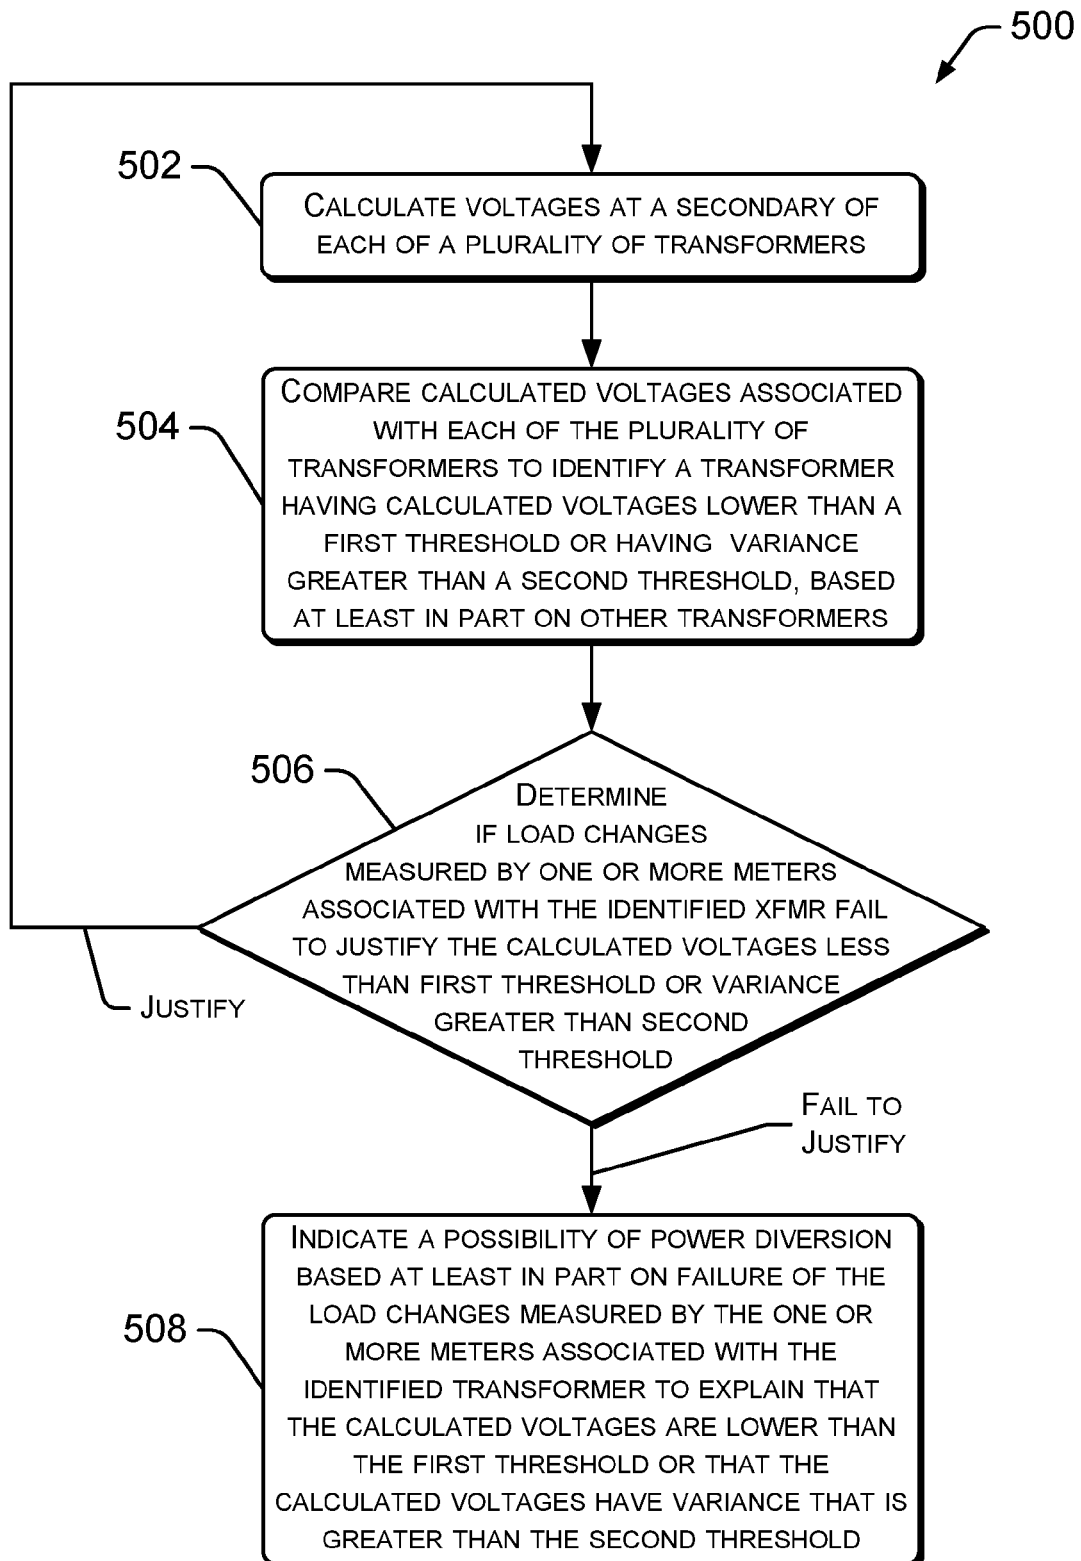 500
502
CALCULATE VOLTAGES AT A SECONDARY OF
EACH OF A PLURALITY OF TRANSFORMERS
504
COMPARE CALCULATED VOLTAGES ASSOCIATED
WITH EACH OF THE PLURALITY OF
TRANSFORMERS TO IDENTIFY A TRANSFORMER
HAVING CALCULATED VOLTAGES LOWER THAN A
FIRST THRESHOLD OR HAVING VARIANCE
GREATER THAN A SECOND THRESHOLD, BASED
AT LEAST IN PART ON OTHER TRANSFORMERS
506
DETERMINE
IF LOAD CHANGES
MEASURED BY ONE OR MORE METERS
ASSOCIATED WITH THE IDENTIFIED XFMR FAIL
TO JUSTIFY THE CALCULATED VOLTAGES LESS
THAN FIRST THRESHOLD OR VARIANCE
GREATER THAN SECOND
THRESHOLD
JUSTIFY
FAIL TO
JUSTIFY
508
INDICATE A POSSIBILITY OF POWER DIVERSION
BASED AT LEAST IN PART ON FAILURE OF THE
LOAD CHANGES MEASURED BY THE ONE OR
MORE METERS ASSOCIATED WITH THE
IDENTIFIED TRANSFORMER TO EXPLAIN THAT
THE CALCULATED VOLTAGES ARE LOWER THAN
THE FIRST THRESHOLD OR THAT THE
CALCULATED VOLTAGES HAVE VARIANCE THAT IS
GREATER THAN THE SECOND THRESHOLD